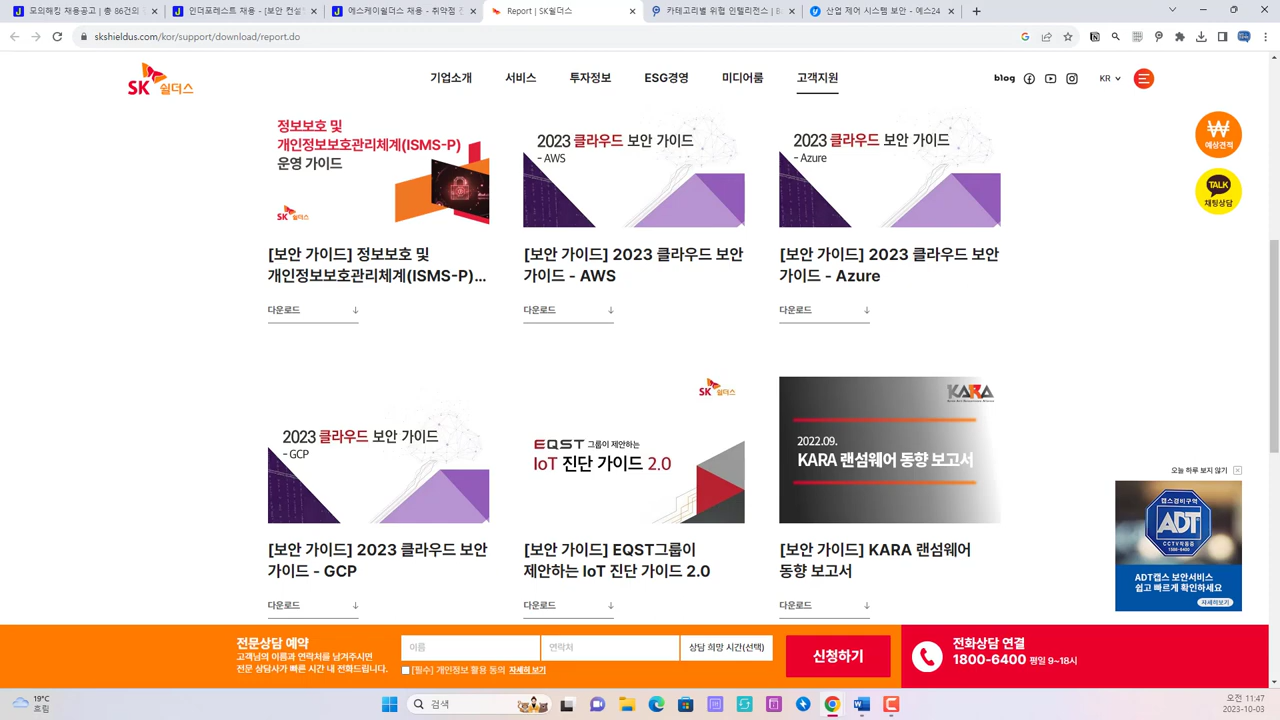 모의해킹 채용공고 | 총 86건의
인더포레스트 채용 - [보안 컨설
에스케이쉴더스 채용 - 취약점 진
Report | SK쉴더스
카테고리별 위협 인텔리전스 | B
산업 제어 시스템 보안 - 예스24
skshieldus.com/kor/support/download/report.do
SK 쉴더스
기업소개 서비스 투자정보 ESG경영 미디어룸 고객지원
blog
KR
예상견적
TALK
채팅상담
정보보호 및
개인정보보호관리체계(ISMS-P)
운영 가이드
SK 쉴더스
2023 클라우드 보안 가이드
- AWS
2023 클라우드 보안 가이드
- Azure
[보안 가이드] 정보보호 및
개인정보보호관리체계(ISMS-P)...
다운로드 ↓
[보안 가이드] 2023 클라우드 보안
가이드 - AWS
다운로드 ↓
[보안 가이드] 2023 클라우드 보안
가이드 - Azure
다운로드 ↓
2023 클라우드 보안 가이드
- GCP
SK 쉴더스
EQST 그룹이 제안하는
IoT 진단 가이드 2.0
KARA
2022.09.
KARA 랜섬웨어 동향 보고서
[보안 가이드] 2023 클라우드 보안
가이드 - GCP
다운로드 ↓
[보안 가이드] EQST그룹이
제안하는 IoT 진단 가이드 2.0
다운로드 ↓
[보안 가이드] KARA 랜섬웨어
동향 보고서
다운로드 ↓
오늘 하루 보지 않기
캡스경비구역
ADT
CCTV작동중
1588-6400
ADT캡스 보안서비스
쉽고 빠르게 확인하세요
자세히보기
전문상담 예약
고객님의 이름과 연락처를 남겨주시면
전문 상담사가 빠른 시간 내 전화드립니다.
이름
연락처
상담 희망 시간(선택)
[필수] 개인정보 활용 동의 자세히 보기
신청하기
전화상담 연결
1800-6400 평일 9~18시
19°C
흐림
검색
오전 11:47
2023-10-03